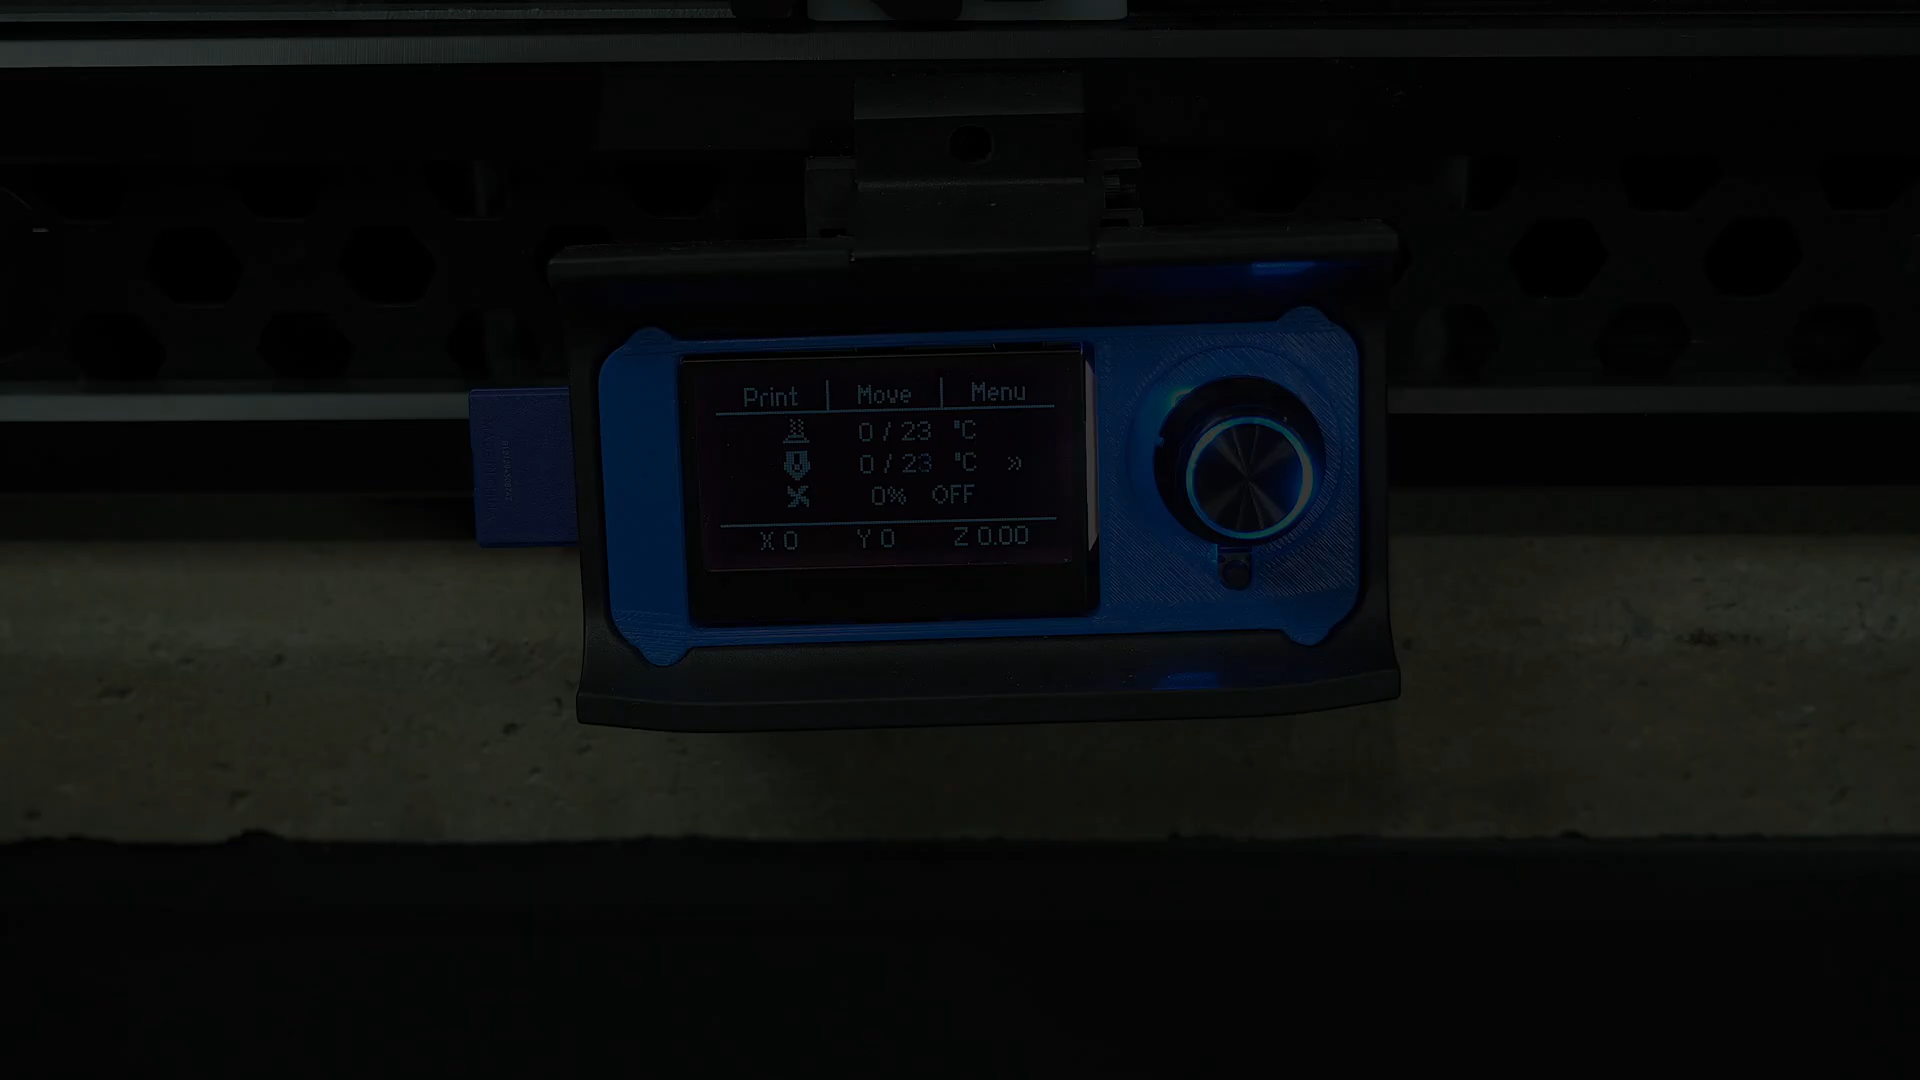 Print | Move | Menu
0 / 23 °C
0 / 23 °C »
0% OFF
X 0 Y 0 Z 0.00